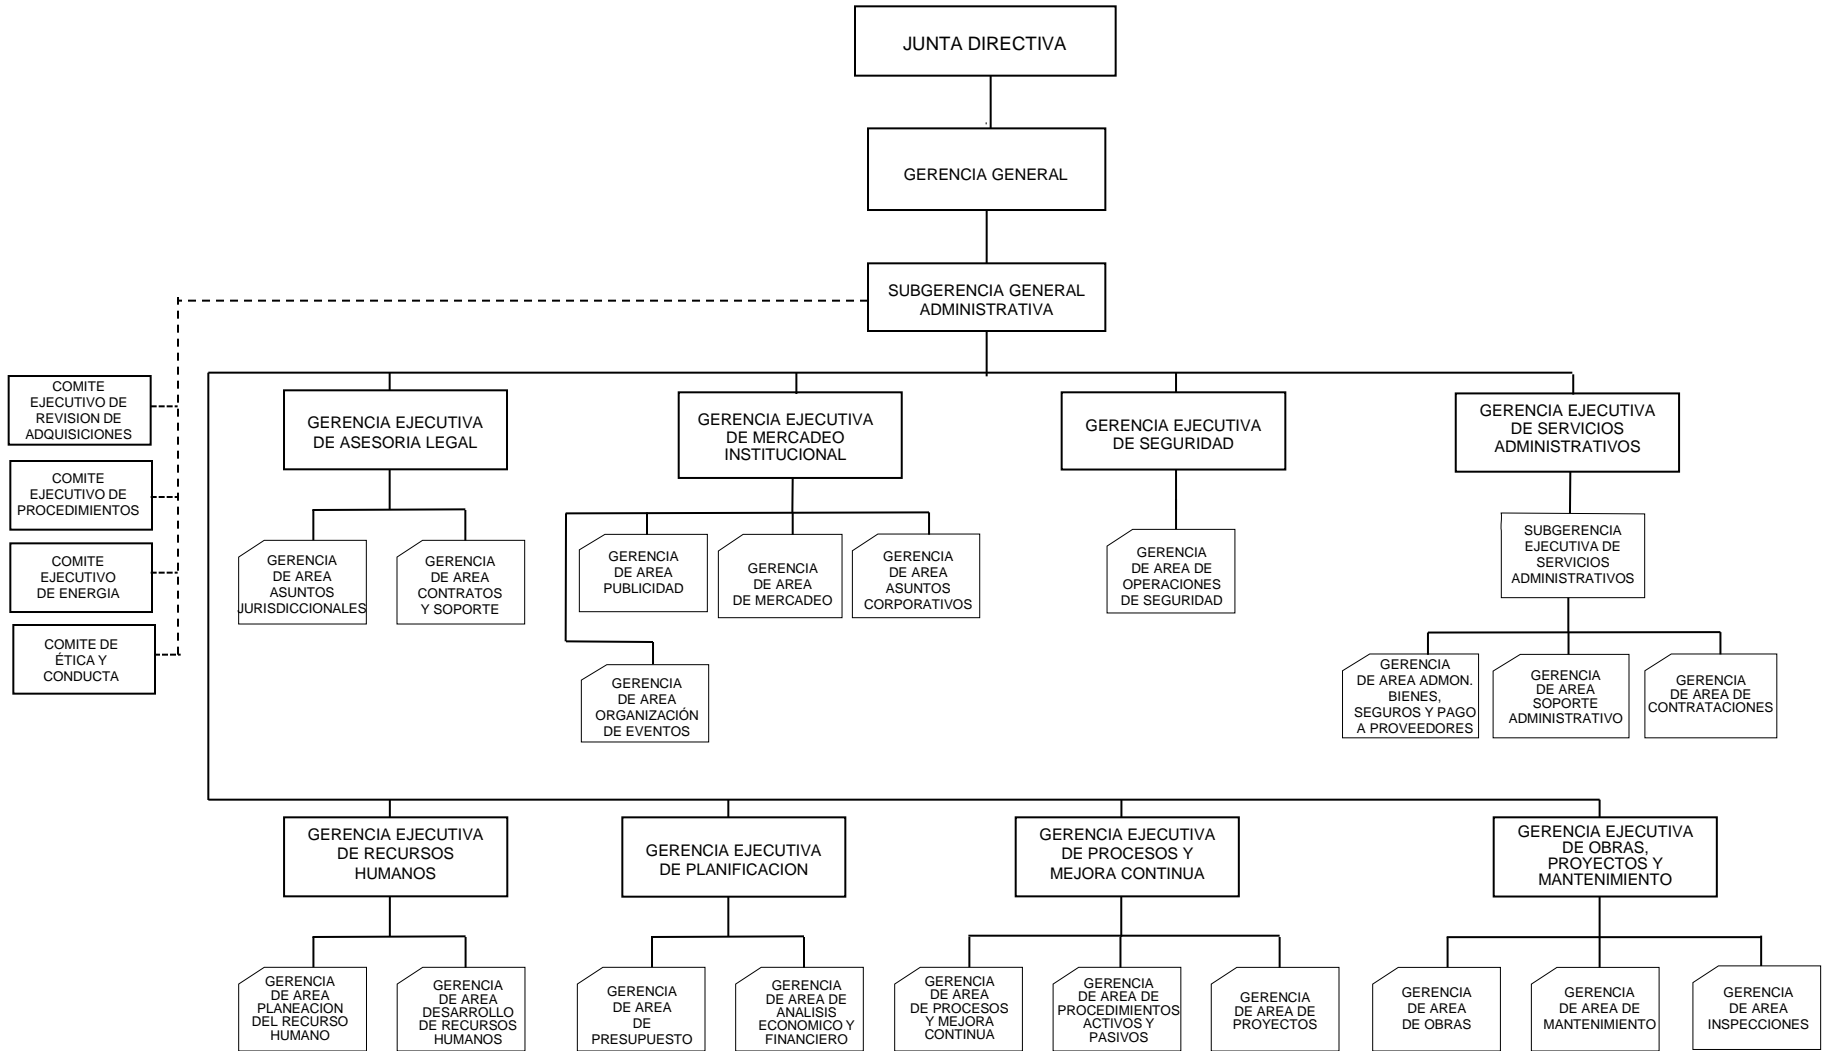 JUNTA DIRECTIVA
GERENCIA GENERAL
SUBGERENCIA GENERAL
ADMINISTRATIVA
COMITE
EJECUTIVO DE
REVISION DE
ADQUISICIONES
COMITE
EJECUTIVO DE
PROCEDIMIENTOS
COMITE
EJECUTIVO
DE ENERGIA
COMITE DE
ÉTICA Y
CONDUCTA
GERENCIA EJECUTIVA
DE ASESORIA LEGAL
GERENCIA EJECUTIVA
DE MERCADEO
INSTITUCIONAL
GERENCIA EJECUTIVA
DE SEGURIDAD
GERENCIA EJECUTIVA
DE SERVICIOS
ADMINISTRATIVOS
GERENCIA
DE AREA
ASUNTOS
JURISDICCIONALES
GERENCIA
DE AREA
CONTRATOS
Y SOPORTE
GERENCIA
DE AREA
PUBLICIDAD
GERENCIA
DE AREA
DE MERCADEO
GERENCIA
DE AREA
ASUNTOS
CORPORATIVOS
GERENCIA
DE AREA
ORGANIZACIÓN
DE EVENTOS
GERENCIA
DE AREA DE
OPERACIONES
DE SEGURIDAD
SUBGERENCIA
EJECUTIVA DE
SERVICIOS
ADMINISTRATIVOS
GERENCIA
DE AREA ADMON.
BIENES,
SEGUROS Y PAGO
A PROVEEDORES
GERENCIA
DE AREA
SOPORTE
ADMINISTRATIVO
GERENCIA
DE AREA DE
CONTRATACIONES
GERENCIA EJECUTIVA
DE RECURSOS
HUMANOS
GERENCIA EJECUTIVA
DE PLANIFICACION
GERENCIA EJECUTIVA
DE PROCESOS Y
MEJORA CONTINUA
GERENCIA EJECUTIVA
DE OBRAS,
PROYECTOS Y
MANTENIMIENTO
GERENCIA
DE AREA
PLANEACION
DEL RECURSO
HUMANO
GERENCIA
DE AREA
DESARROLLO
DE RECURSOS
HUMANOS
GERENCIA
DE AREA
DE
PRESUPUESTO
GERENCIA
DE AREA DE
ANALISIS
ECONOMICO Y
FINANCIERO
GERENCIA
DE AREA
DE PROCESOS
Y MEJORA
CONTINUA
GERENCIA
DE AREA DE
PROCEDIMIENTOS
ACTIVOS Y
PASIVOS
GERENCIA
DE AREA DE
PROYECTOS
GERENCIA
DE AREA
DE OBRAS
GERENCIA
DE AREA DE
MANTENIMIENTO
GERENCIA
DE AREA
INSPECCIONES